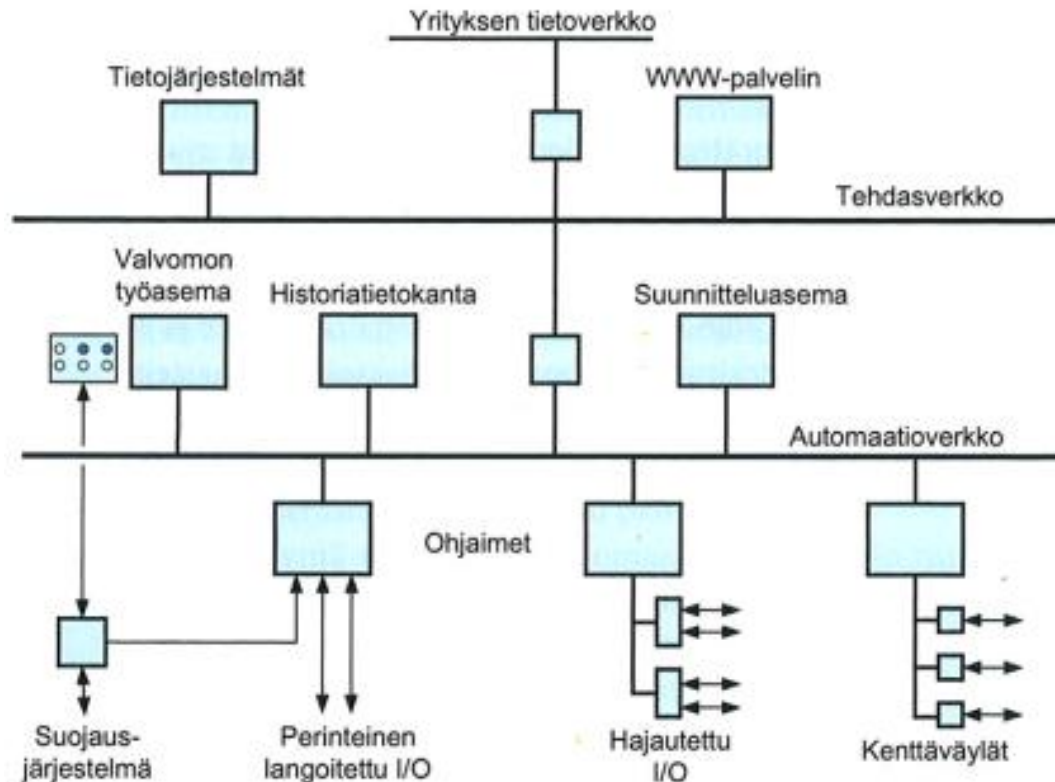 Yrityksen tietoverkko
Tietojärjestelmät
WWW-palvelin
Tehdasverkko
Valvomon
työasema
Historiatietokanta
Suunnitteluasema
Automaatioverkko
Ohjaimet
Suojaus-
järjestelmä
Perinteinen
langoitettu I/O
Hajautettu
I/O
Kenttäväylät